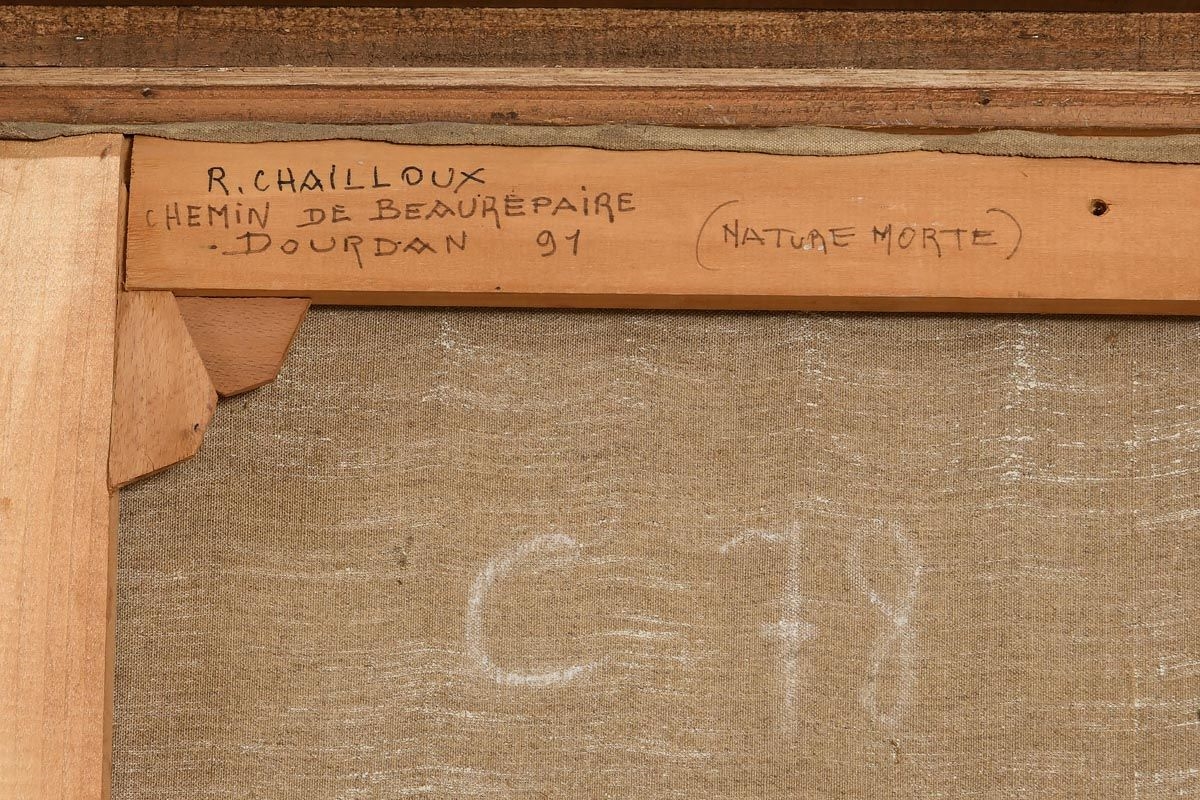 R. CHAILLOUX
CHEMIN DE BEAUREPAIRE
DOURDAN 91
(NATURE MORTE)
C 78